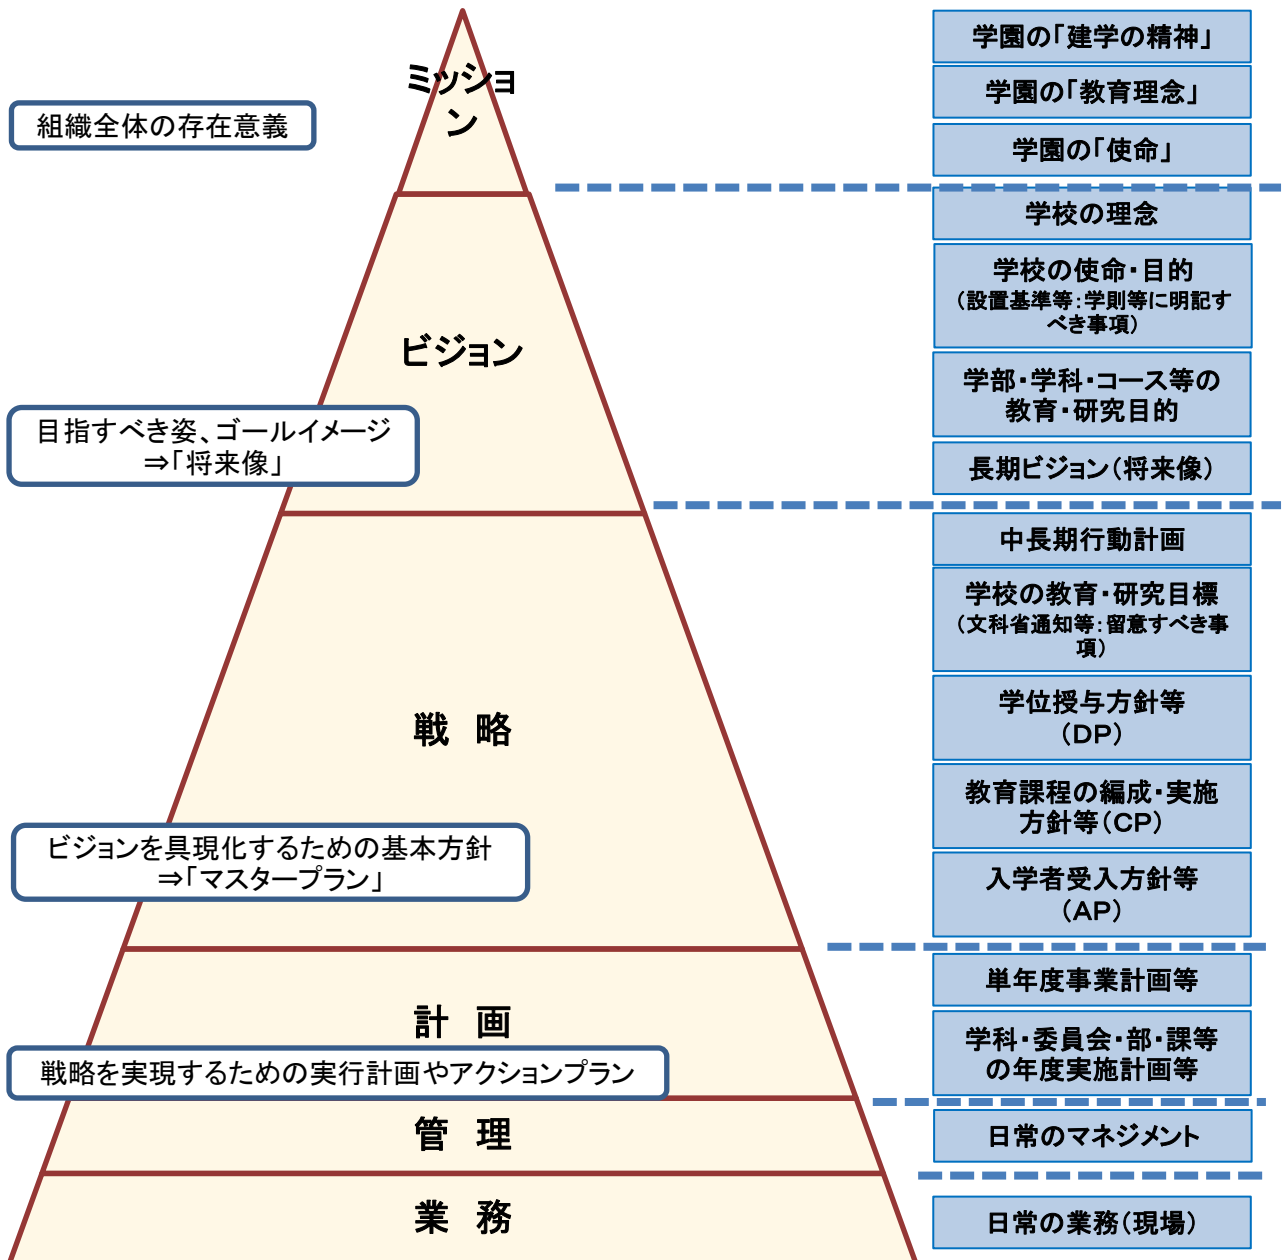 ミッショ
ン
組織全体の存在意義
学園の「建学の精神」
学園の「教育理念」
学園の「使命」
ビジョン
目指すべき姿、ゴールイメージ
⇒「将来像」
学校の理念
学校の使命・目的
(設置基準等:学則等に明記す
べき事項)
学部・学科・コース等の
教育・研究目的
長期ビジョン(将来像)
戦 略
ビジョンを具現化するための基本方針
⇒「マスタープラン」
中長期行動計画
学校の教育・研究目標
(文科省通知等:留意すべき事
項)
学位授与方針等
(DP)
教育課程の編成・実施
方針等(CP)
入学者受入方針等
(AP)
計 画
戦略を実現するための実行計画やアクションプラン
単年度事業計画等
学科・委員会・部・課等
の年度実施計画等
管 理
日常のマネジメント
業 務
日常の業務(現場)